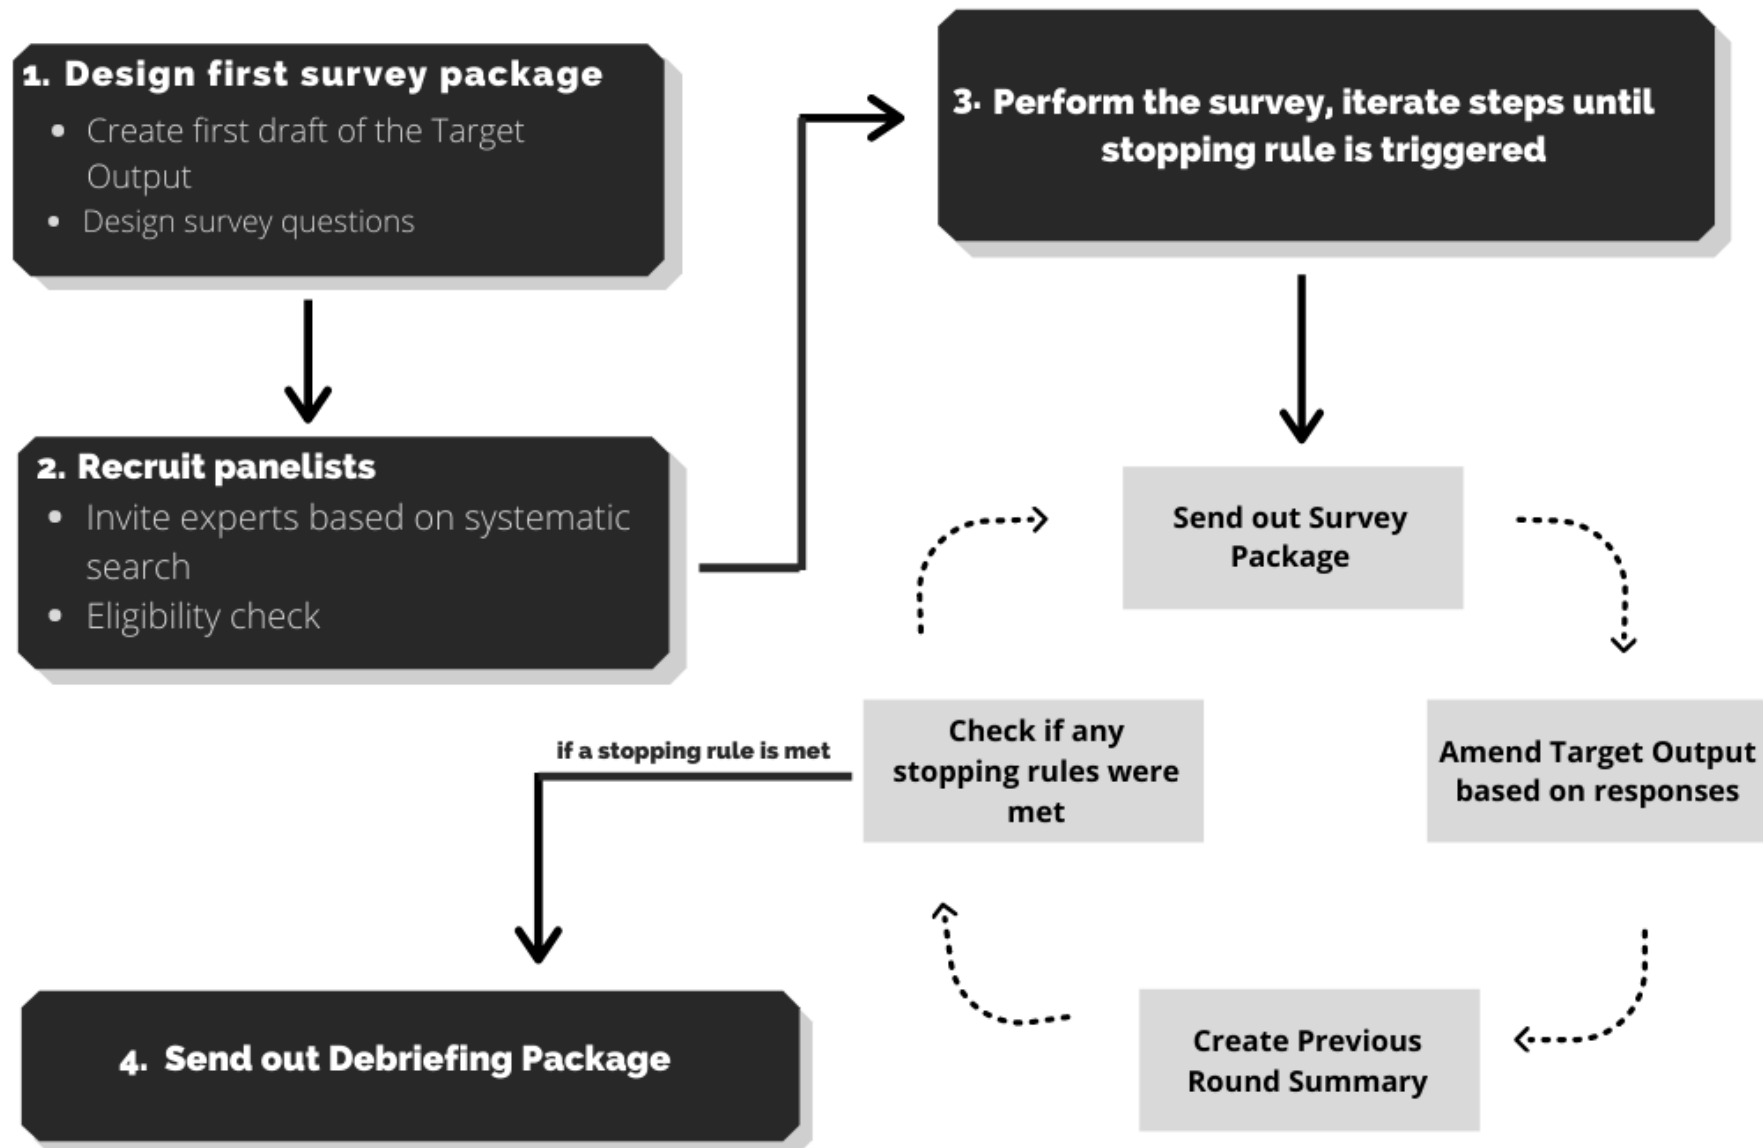 1. Design first survey package
• Create first draft of the Target
Output
• Design survey questions
2. Recruit panelists
• Invite experts based on systematic
search
• Eligibility check
3. Perform the survey, iterate steps until
stopping rule is triggered
Send out Survey
Package
Amend Target Output
based on responses
Create Previous
Round Summary
Check if any
stopping rules were
met
if a stopping rule is met
4. Send out Debriefing Package